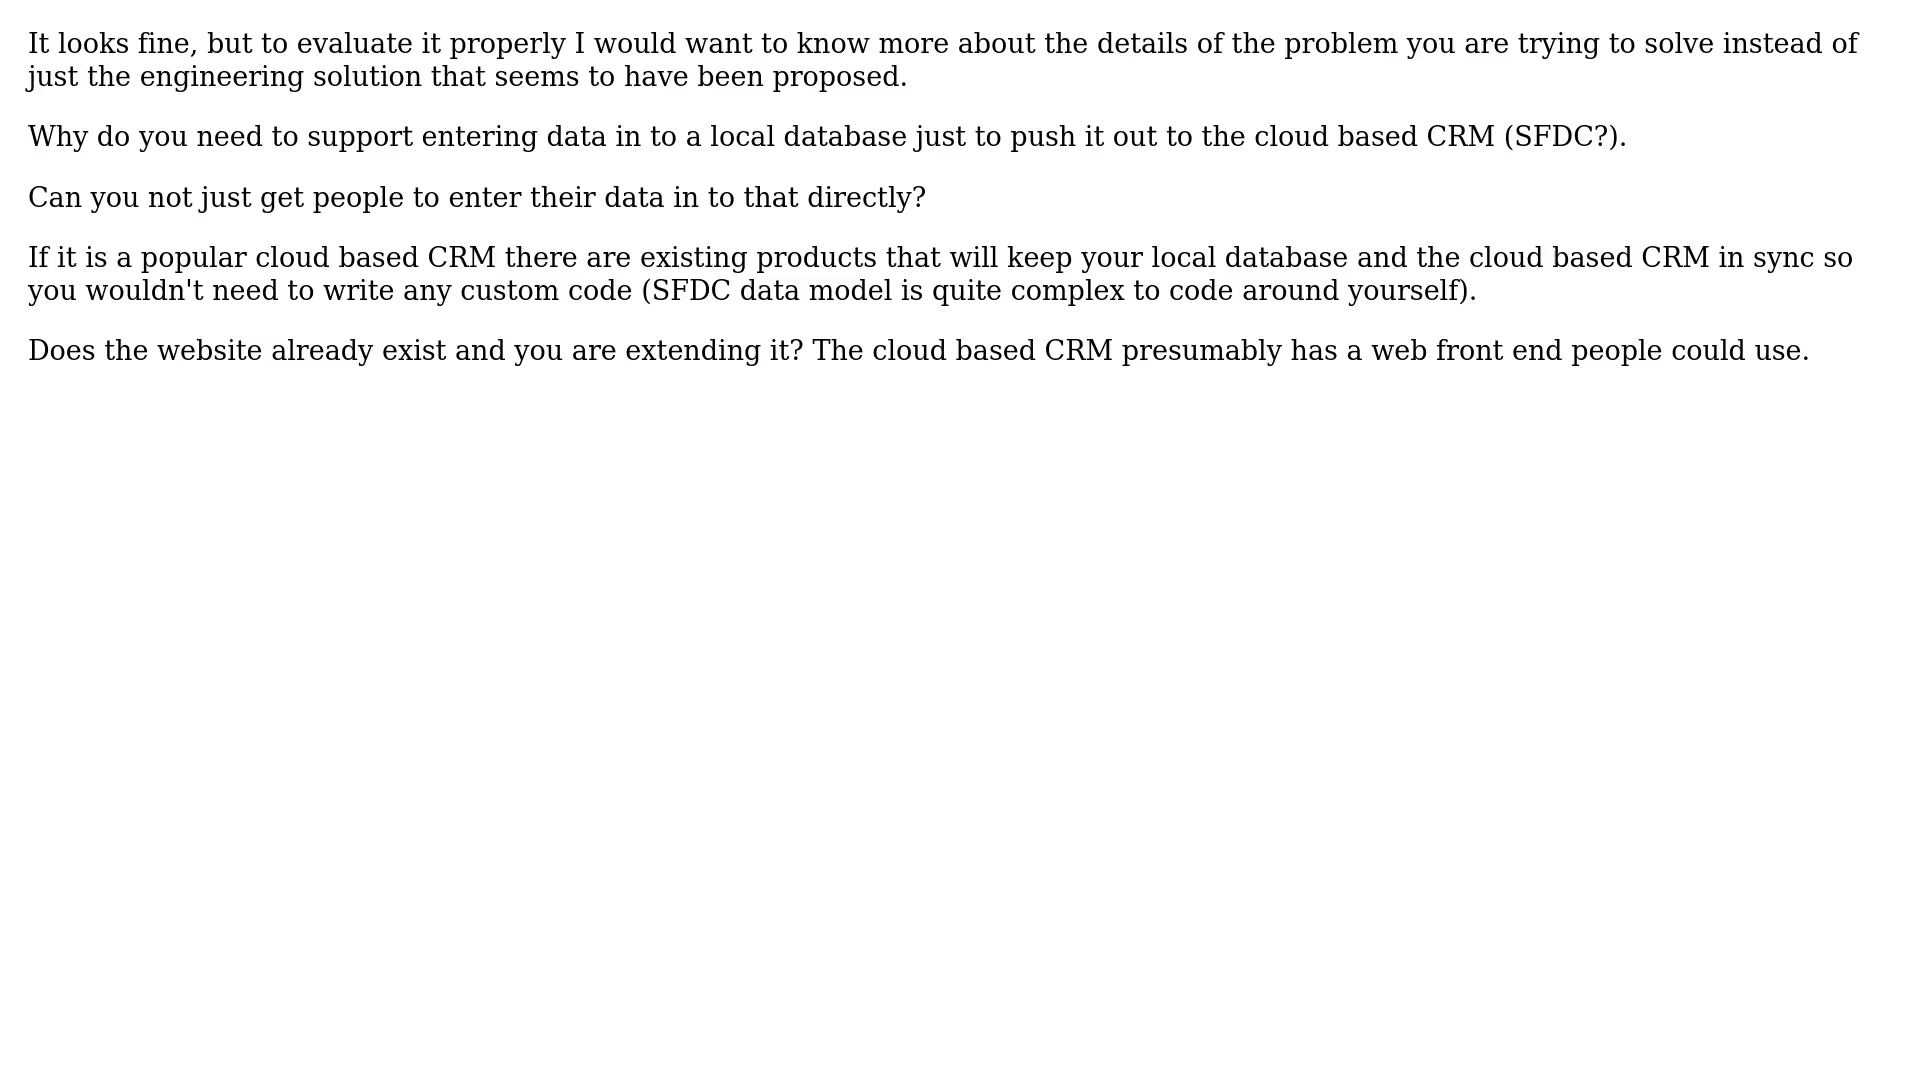 It looks fine, but to evaluate it properly I would want to know more about the details of the problem you are trying to solve instead of
just the engineering solution that seems to have been proposed.
Why do you need to support entering data in to a local database just to push it out to the cloud based CRM (SFDC?).
Can you not just get people to enter their data in to that directly?
If it is a popular cloud based CRM there are existing products that will keep your local database and the cloud based CRM in sync so
you wouldn't need to write any custom code (SFDC data model is quite complex to code around yourself).
Does the website already exist and you are extending it? The cloud based CRM presumably has a web front end people could use.